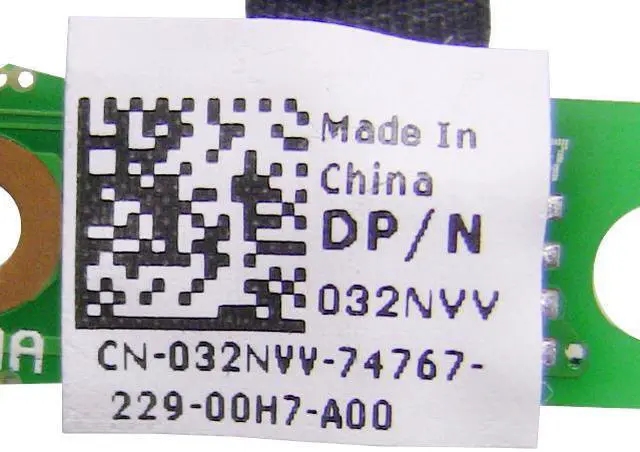 Made In
China
DP/N
032NVV
CN-032NVV-74767-
229-00H7-A00